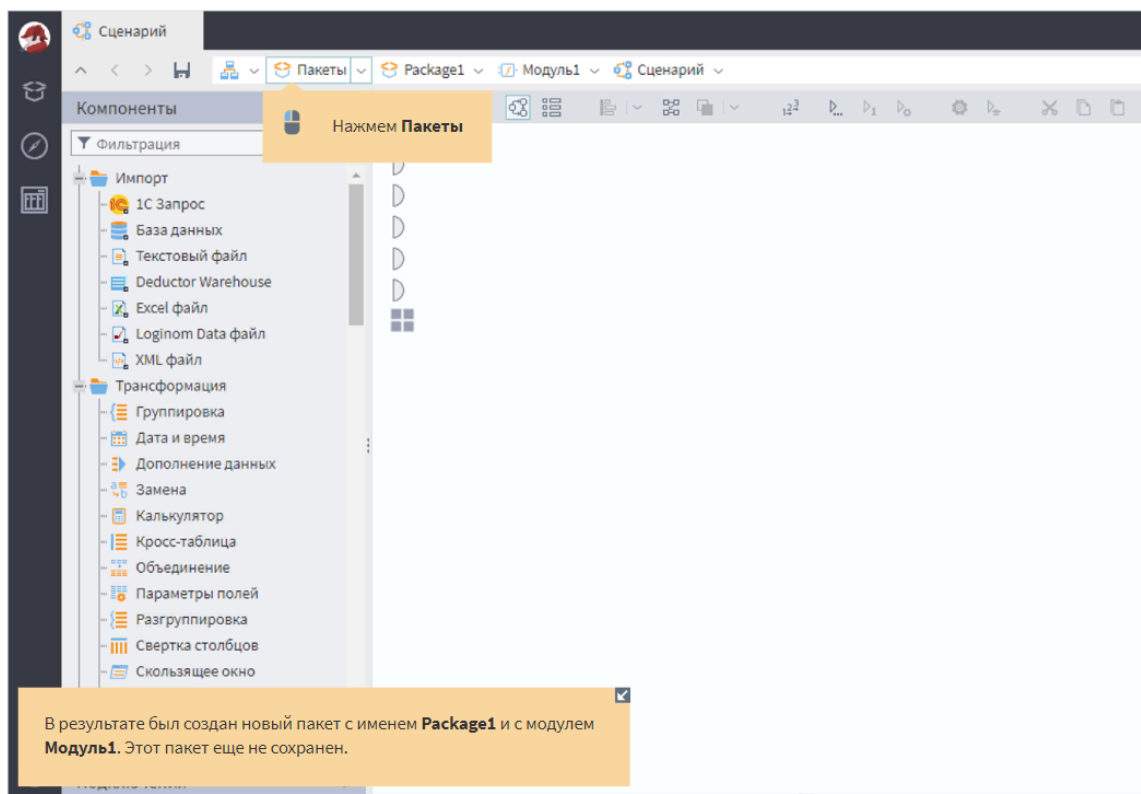 Сценарий
Пакеты Package1 Модуль1 Сценарий
Компоненты
Нажмем Пакеты
Фильтрация
Импорт
1С Запрос
База данных
Текстовый файл
Deductor Warehouse
Excel файл
Loginom Data файл
XML файл
Трансформация
Группировка
Дата и время
Дополнение данных
Замена
Калькулятор
Кросс-таблица
Объединение
Параметры полей
Разгруппировка
Свертка столбцов
Скользящее окно
В результате был создан новый пакет с именем Package1 и с модулем
Модуль1. Этот пакет еще не сохранен.